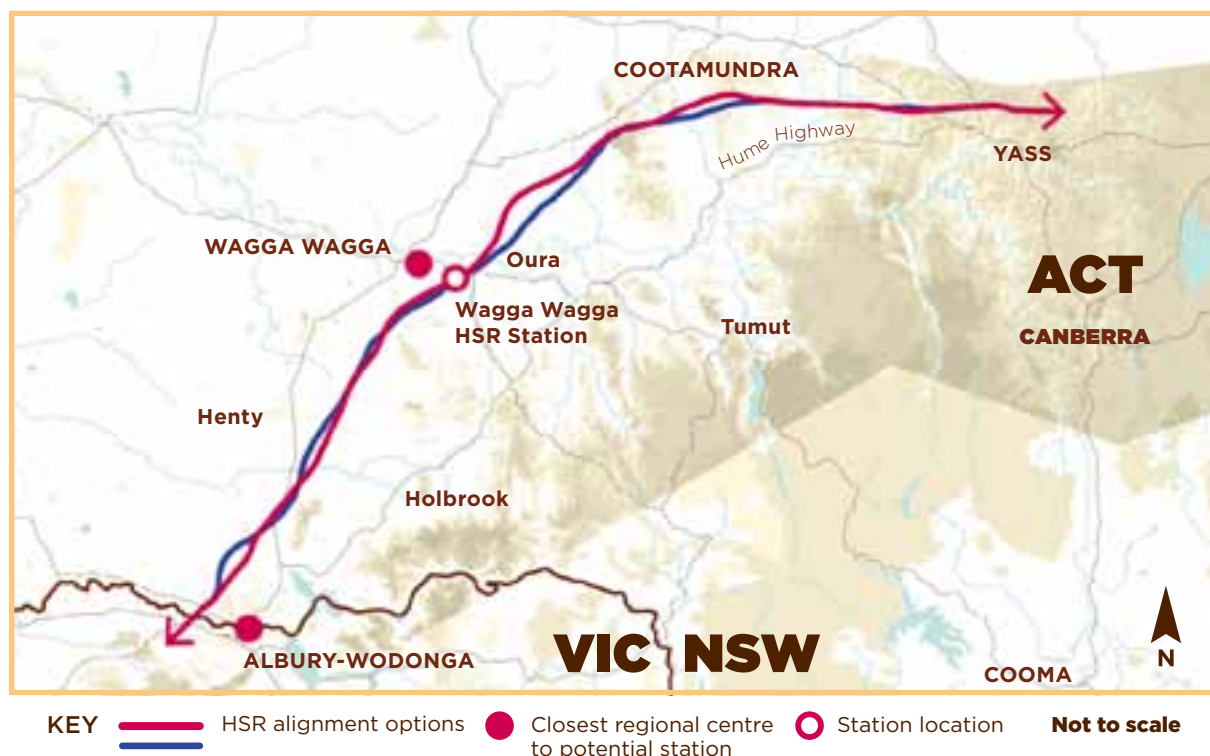 COOTAMUNDRA
Hume Highway
YASS
WAGGA WAGGA
Oura
ACT
Wagga Wagga
HSR Station
Tumut
CANBERRA
Henty
Holbrook
VIC NSW
N
ALBURY-WODONGA
COOMA
KEY HSR alignment options Closest regional centre Station location Not to scale
to potential station